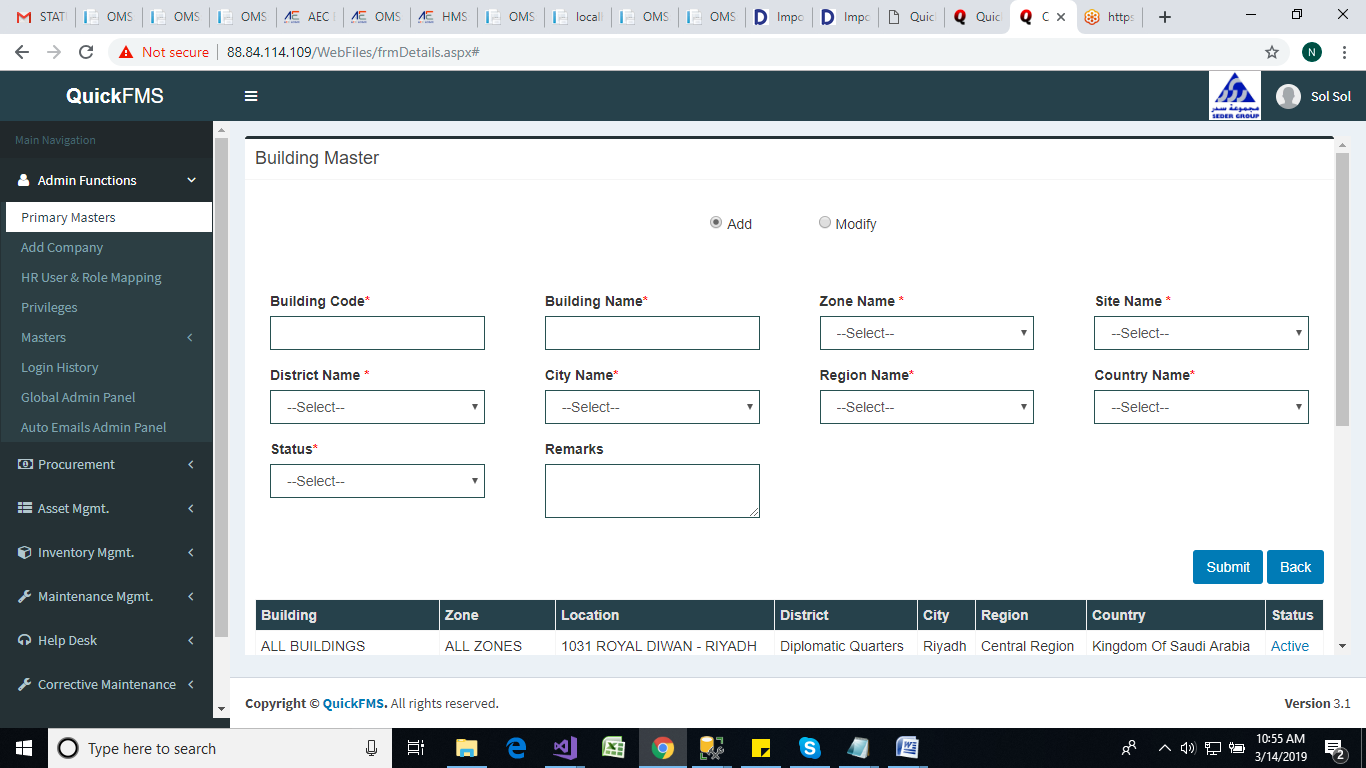 STATI
OMS
OMS
OMS
AEC
OMS
HMS
OMS
local
OMS
OMS
Impo
Impo
Quic
Quic
C
https
Not secure
88.84.114.109/WebFiles/frmDetails.aspx#
N
QuickFMS
مجموعة سدر
SEDER GROUP
Sol Sol
Main Navigation
Admin Functions
Primary Masters
Add Company
HR User & Role Mapping
Privileges
Masters
Login History
Global Admin Panel
Auto Emails Admin Panel
Procurement
Asset Mgmt.
Inventory Mgmt.
Maintenance Mgmt.
Help Desk
Corrective Maintenance
Building Master
Add Modify
Building Code* Building Name* Zone Name * Site Name *
--Select-- --Select--
District Name * City Name* Region Name* Country Name*
--Select-- --Select-- --Select-- --Select--
Status* Remarks
--Select--
Submit Back
Building Zone Location District City Region Country Status
ALL BUILDINGS ALL ZONES 1031 ROYAL DIWAN - RIYADH Diplomatic Quarters Riyadh Central Region Kingdom Of Saudi Arabia Active
Copyright © QuickFMS. All rights reserved. Version 3.1
Type here to search
10:55 AM
3/14/2019
2